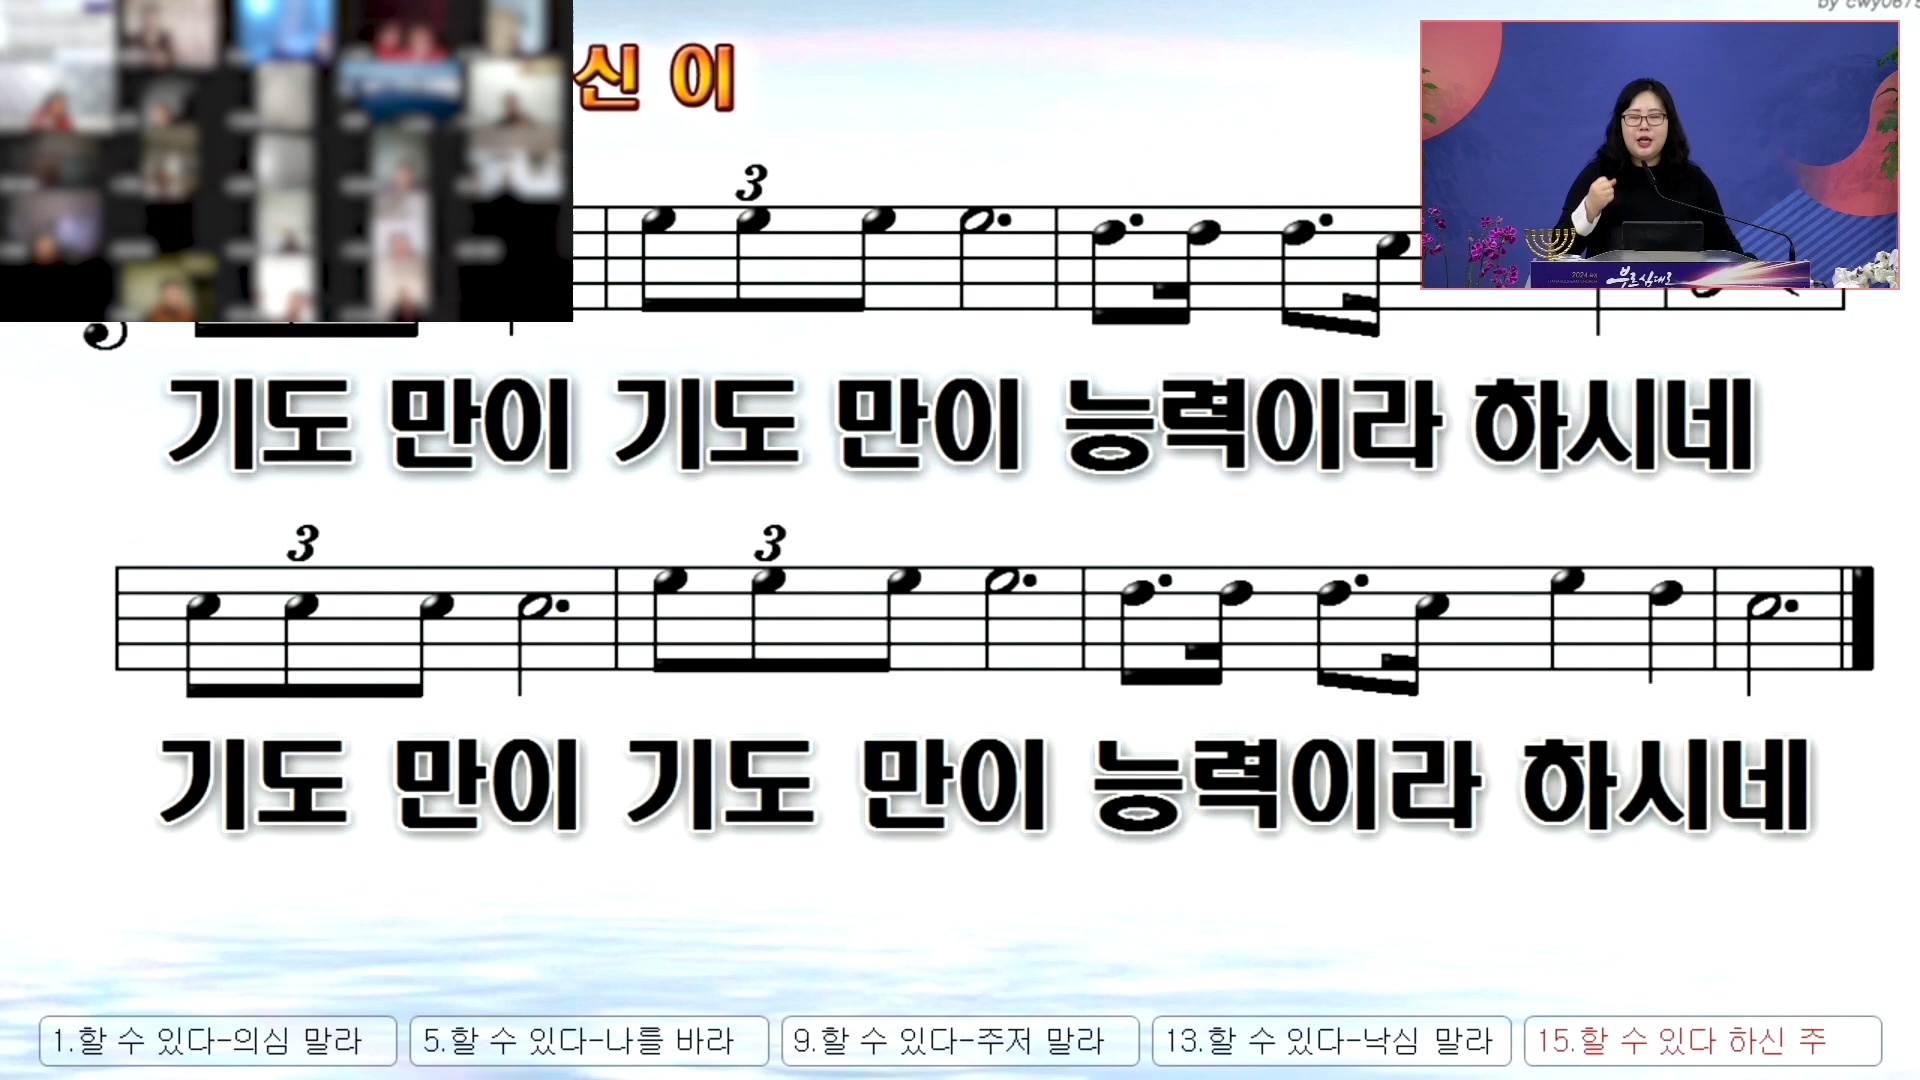 신 이
3
기도 만이 기도 만이 능력이라 하시네
3 3
기도 만이 기도 만이 능력이라 하시네
1.할 수 있다-의심 말라
5.할 수 있다-나를 바라
9.할 수 있다-주저 말라
13.할 수 있다-낙심 말라
15.할 수 있다 하신 주